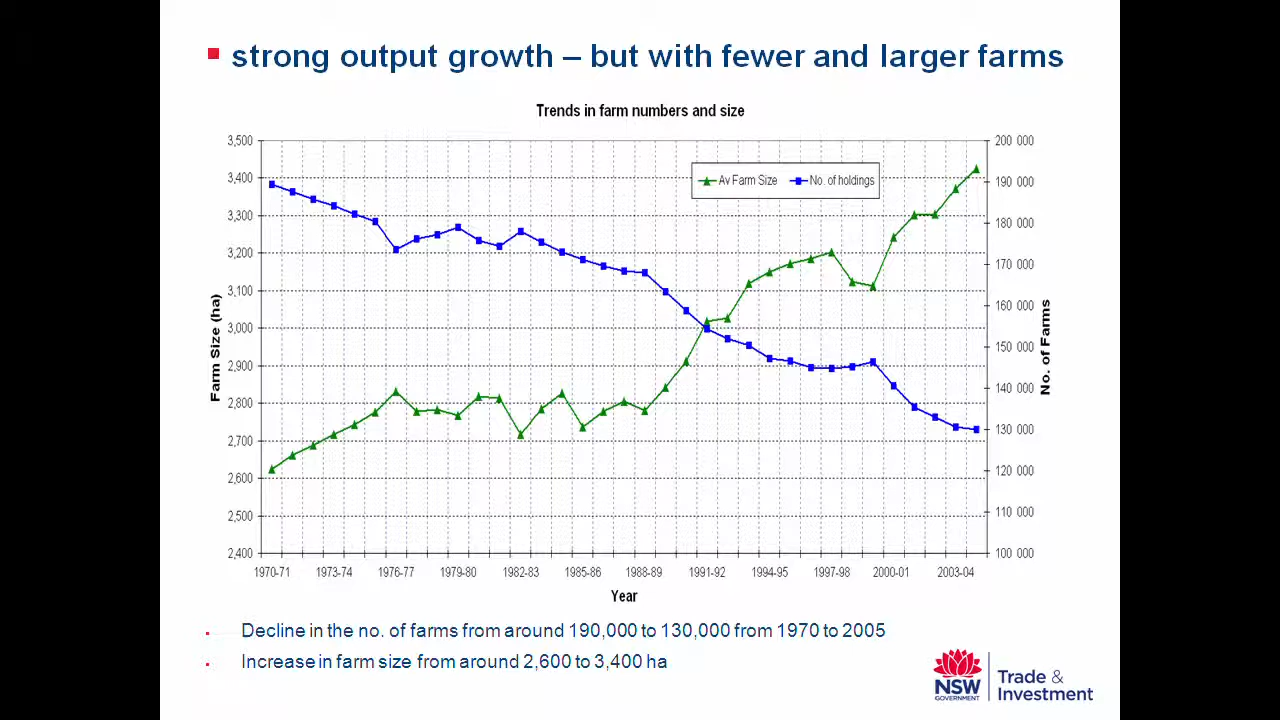 strong output growth – but with fewer and larger farms
Trends in farm numbers and size
3,500
3,400
3,300
3,200
3,100
3,000
2,900
2,800
2,700
2,600
2,500
2,400
Farm Size (ha)
Av Farm Size No. of holdings
200 000
190 000
180 000
170 000
160 000
150 000
140 000
130 000
120 000
110 000
100 000
No. of Farms
1970-71 1973-74 1976-77 1979-80 1982-83 1985-86 1988-89 1991-92 1994-95 1997-98 2000-01 2003-04
Year
Decline in the no. of farms from around 190,000 to 130,000 from 1970 to 2005
Increase in farm size from around 2,600 to 3,400 ha
NSW
GOVERNMENT
Trade &
Investment